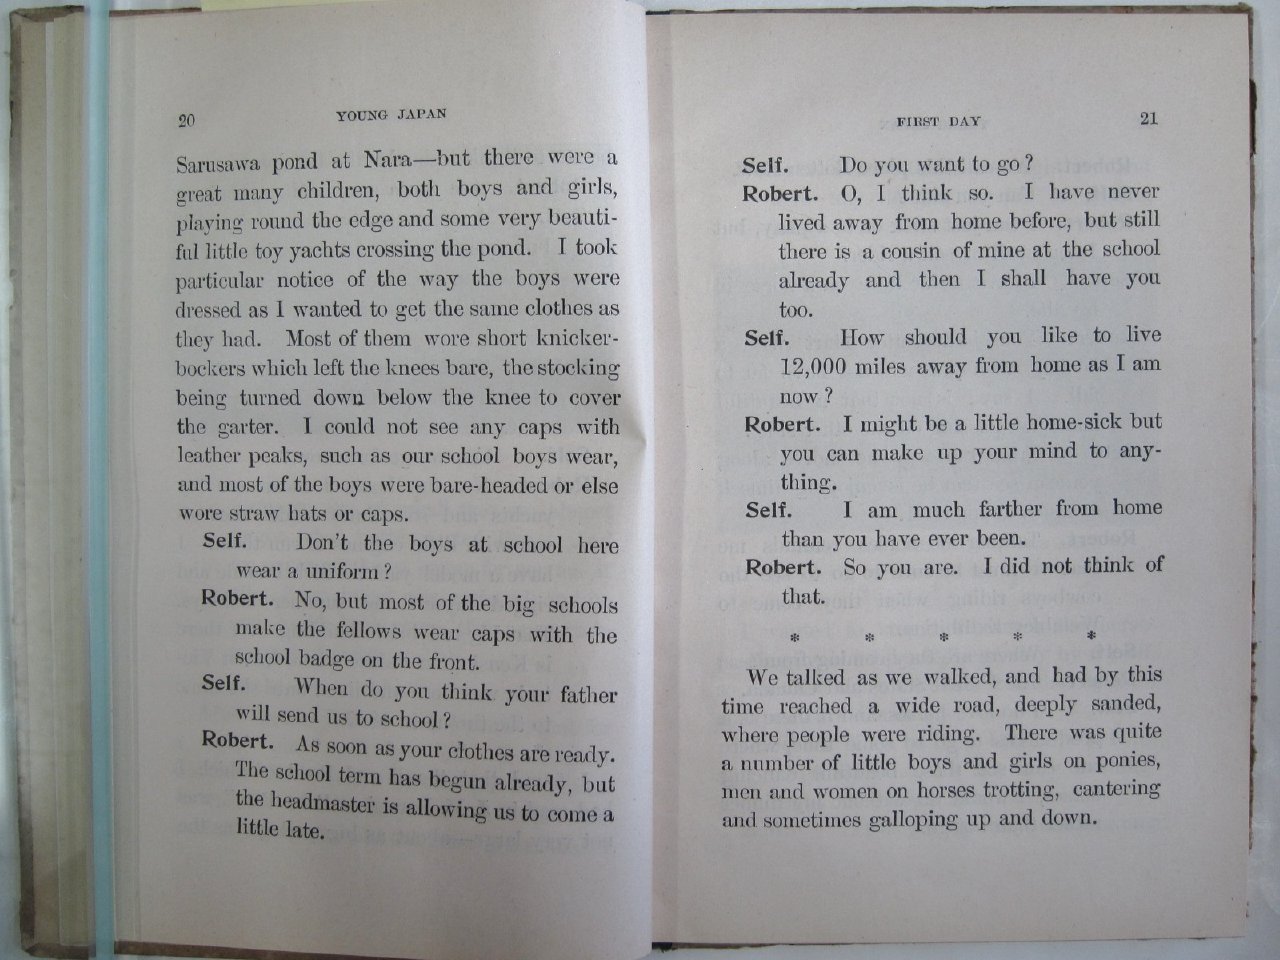 20
YOUNG JAPAN
Sarusawa pond at Nara—but there were a
great many children, both boys and girls,
playing round the edge and some very beauti-
ful little toy yachts crossing the pond. I took
particular notice of the way the boys were
dressed as I wanted to get the same clothes as
they had. Most of them wore short knicker-
bockers which left the knees bare, the stocking
being turned down below the knee to cover
the garter. I could not see any caps with
leather peaks, such as our school boys wear,
and most of the boys were bare-headed or else
wore straw hats or caps.
Self. Don't the boys at school here
wear a uniform ?
Robert. No, but most of the big schools
make the fellows wear caps with the
school badge on the front.
Self. When do you think your father
will send us to school ?
Robert. As soon as your clothes are ready.
The school term has begun already, but
the headmaster is allowing us to come a
little late.
FIRST DAY
21
Self. Do you want to go ?
Robert. O, I think so. I have never
lived away from home before, but still
there is a cousin of mine at the school
already and then I shall have you
too.
Self. How should you like to live
12,000 miles away from home as I am
now ?
Robert. I might be a little home-sick but
you can make up your mind to any-
thing.
Self. I am much farther from home
than you have ever been.
Robert. So you are. I did not think of
that.
* * * * *
We talked as we walked, and had by this
time reached a wide road, deeply sanded,
where people were riding. There was quite
a number of little boys and girls on ponies,
men and women on horses trotting, cantering
and sometimes galloping up and down.